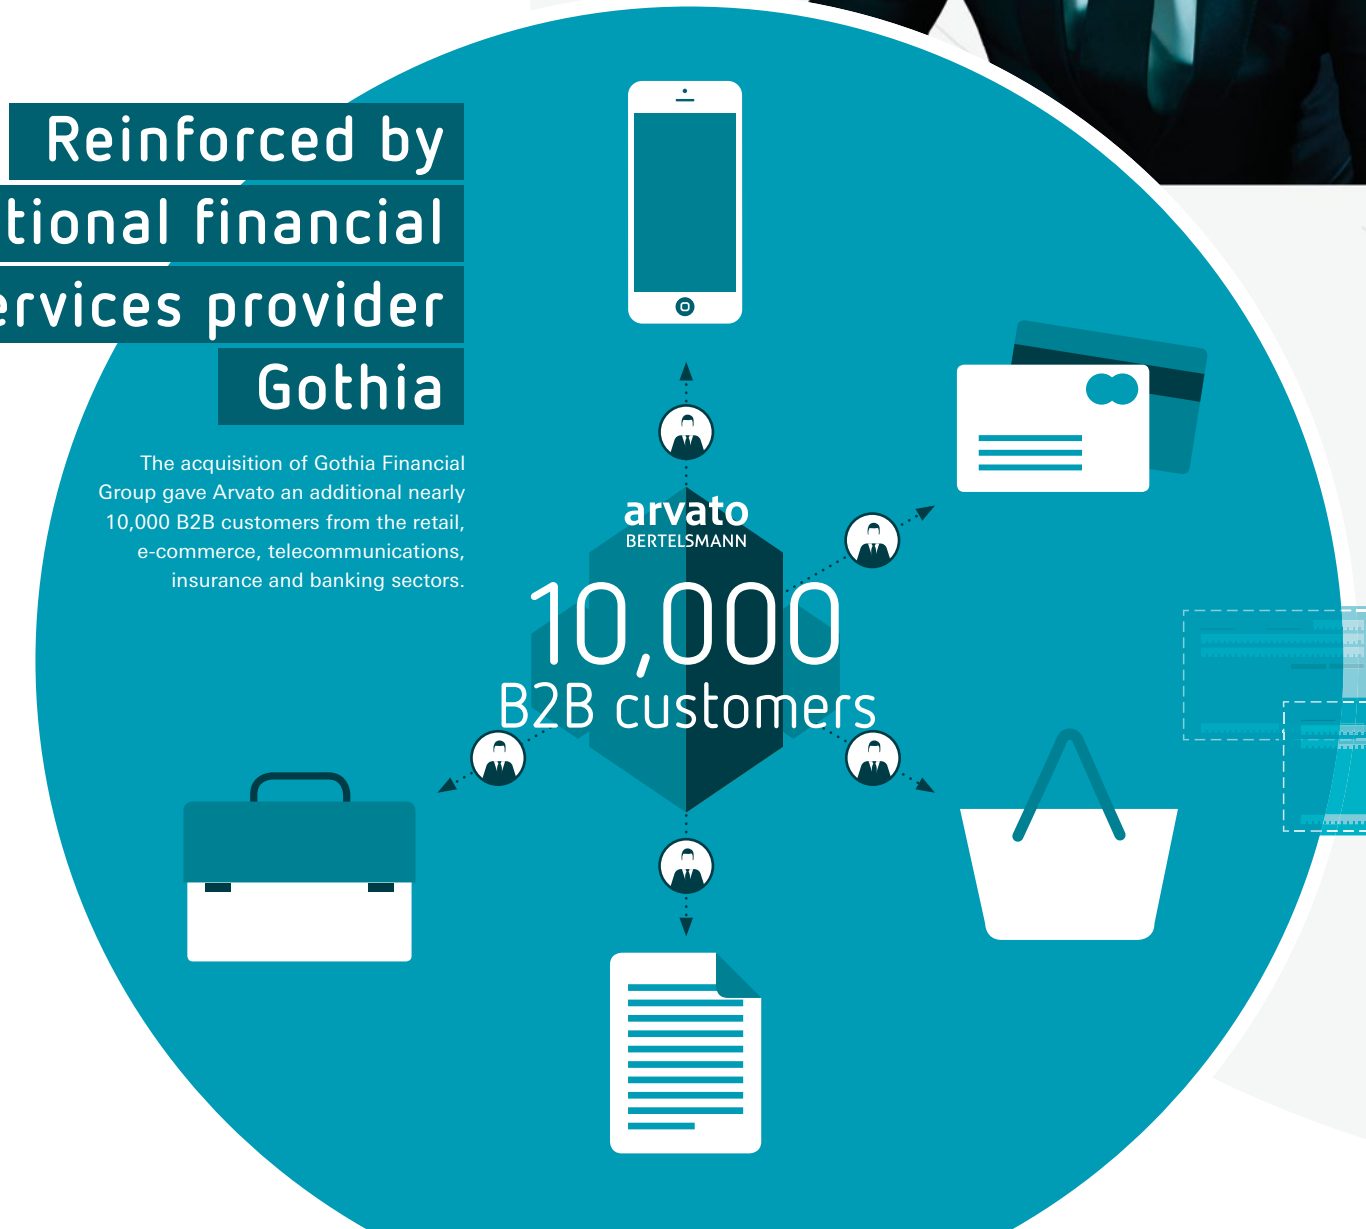 Reinforced by
tional financial
ervices provider
Gothia
The acquisition of Gothia Financial
Group gave Arvato an additional nearly
10,000 B2B customers from the retail,
e-commerce, telecommunications,
insurance and banking sectors.
arvato
BERTELSMANN
10,000
B2B customers